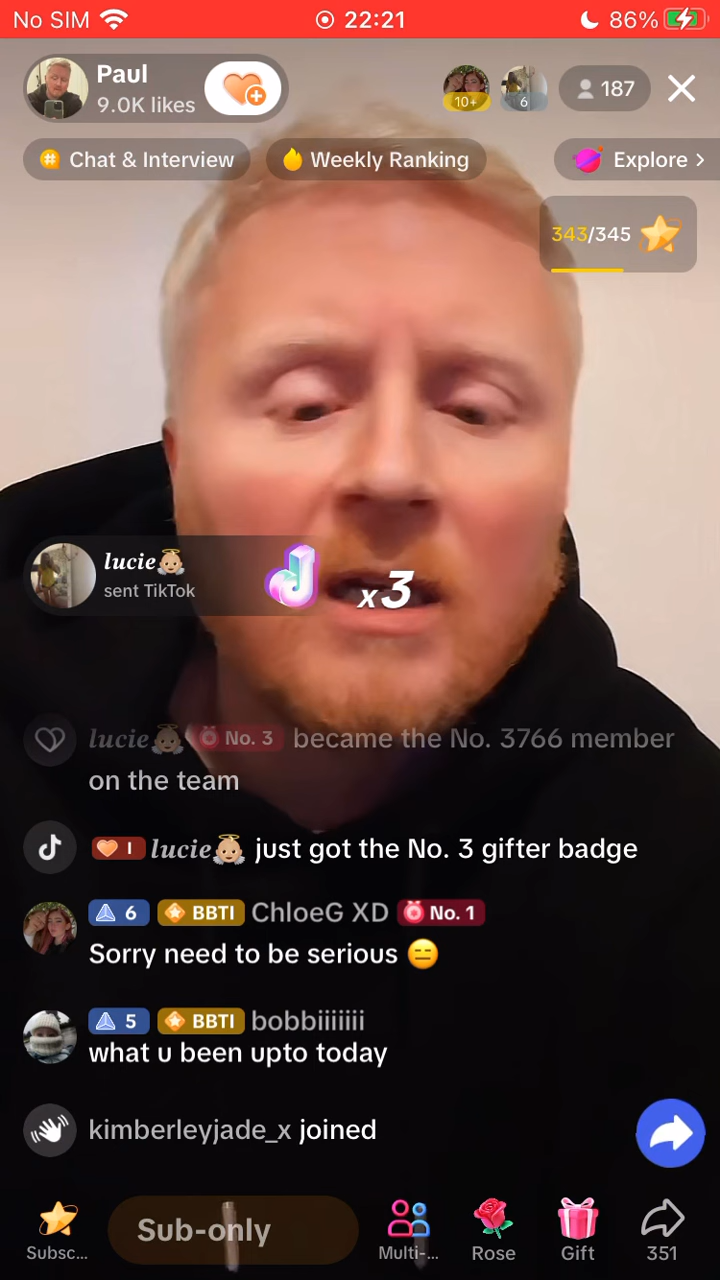 No SIM 22:21 86%
Paul
9.0K likes
10+ 6 187
Chat & Interview Weekly Ranking Explore >
343/345
𝒍𝒖𝒄𝒊𝒆
sent TikTok
x3
𝒍𝒖𝒄𝒊𝒆 No. 3 became the No. 3766 member
on the team
I 𝒍𝒖𝒄𝒊𝒆 just got the No. 3 gifter badge
6 BBTI ChloeG XD No. 1
Sorry need to be serious 😑
5 BBTI bobbiiiiiii
what u been upto today
kimberleyjade_x joined
Sub-only
Subsc... Multi-... Rose Gift 351